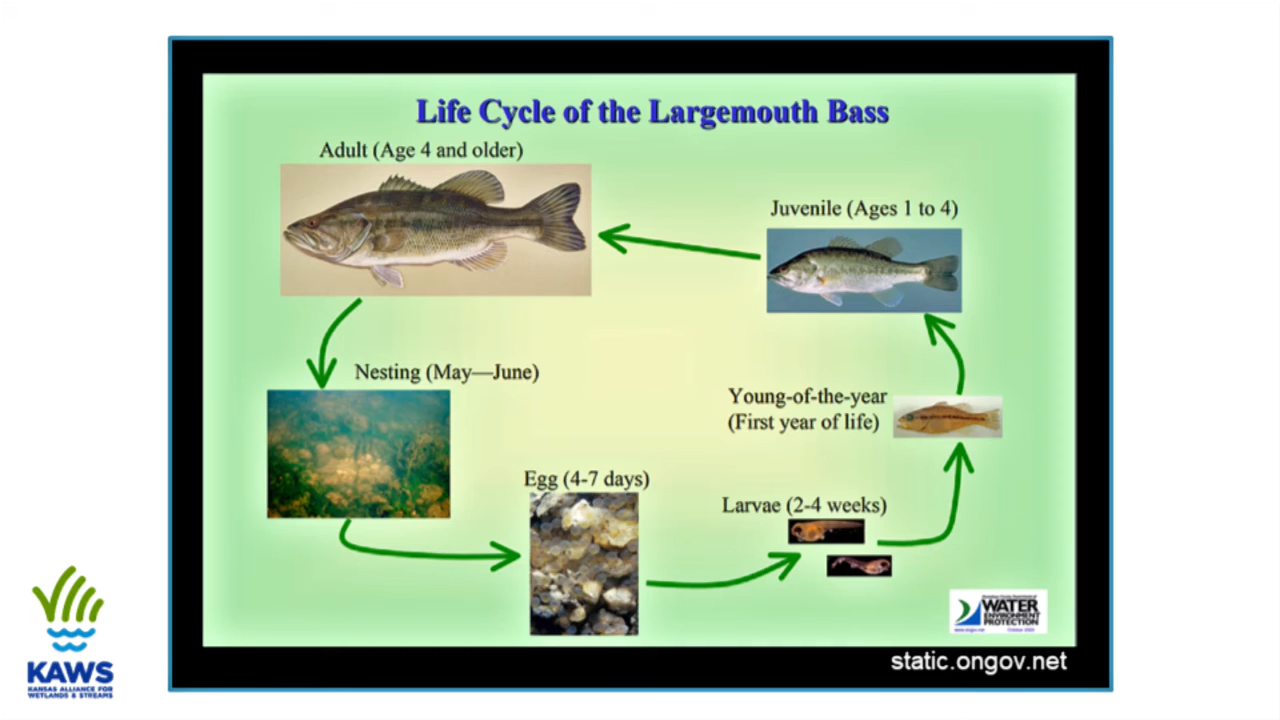 Life Cycle of the Largemouth Bass
Adult (Age 4 and older)
Juvenile (Ages 1 to 4)
Nesting (May—June)
Young-of-the-year
(First year of life)
Egg (4-7 days)
Larvae (2-4 weeks)
WATER
ENVIRONMENT
PROTECTION
static.ongov.net
KAWS
KANSAS ALLIANCE FOR
WETLANDS & STREAMS